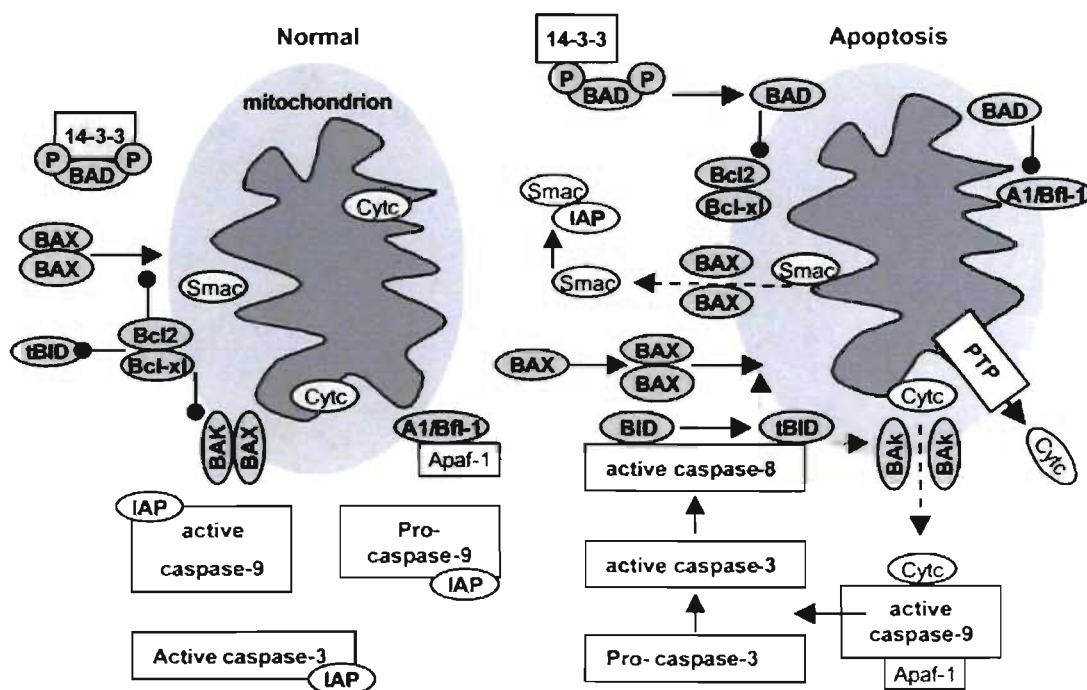 Normal
mitochondrion
14-3-3
P
P
BAD
Cytc
BAX
BAX
Smac
tBID
Bcl2
Bcl-xl
Cytc
BAK
BAX
A1/Bfl-1
Apaf-1
IAP
active
caspase-9
Pro-
caspase-9
IAP
Active caspase-3
IAP
Apoptosis
14-3-3
P
P
BAD
BAD
BAD
Bcl2
Bcl-xl
A1/Bfl-1
Smac
IAP
BAX
Smac
Smac
BAX
BAX
BAX
BAX
PTP
Cytc
BID
tBID
BAk
BAk
Cytc
active caspase-8
active caspase-3
Cytc
active
caspase-9
Pro- caspase-3
Apaf-1